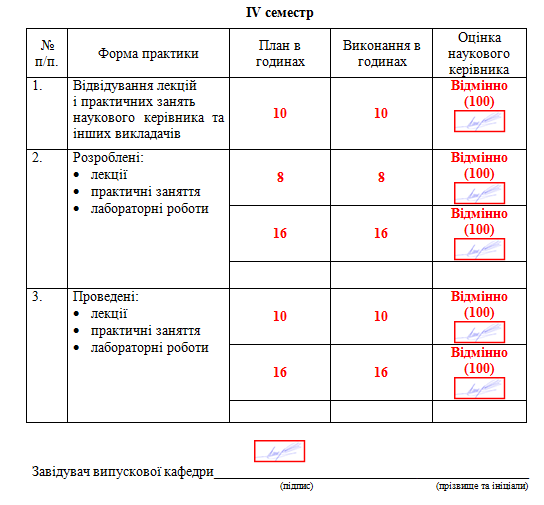 IV семестр
№
п/п.
Форма практики
План в
годинах
Виконання в
годинах
Оцінка
наукового
керівника
1.
Відвідування лекцій
і практичних занять
наукового керівника та
інших викладачів
10
10
Відмінно
(100)
2.
Розроблені:
• лекції
• практичні заняття
• лабораторні роботи
8
8
Відмінно
(100)
16
16
Відмінно
(100)
3.
Проведені:
• лекції
• практичні заняття
• лабораторні роботи
10
10
Відмінно
(100)
16
16
Відмінно
(100)
Завідувач випускової кафедри
(підпис)
(прізвище та ініціали)